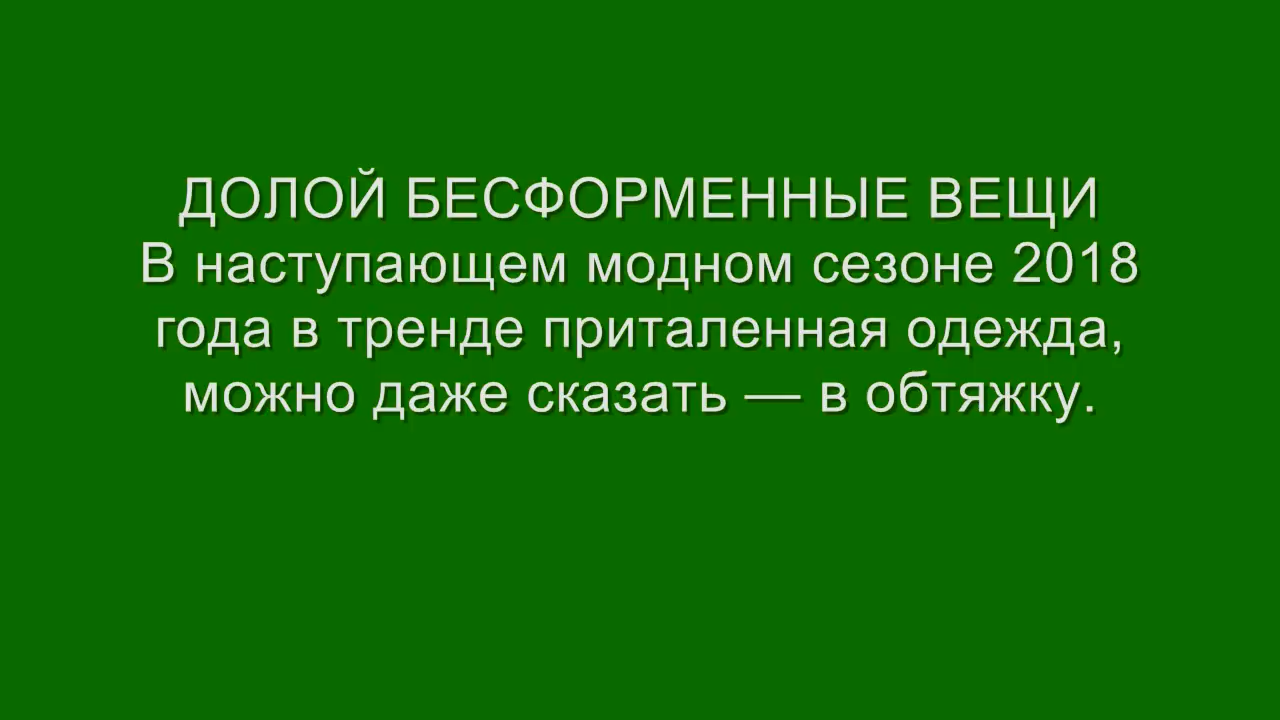 ДОЛОЙ БЕСФОРМЕННЫЕ ВЕЩИ
В наступающем модном сезоне 2018
года в тренде приталенная одежда,
можно даже сказать — в обтяжку.